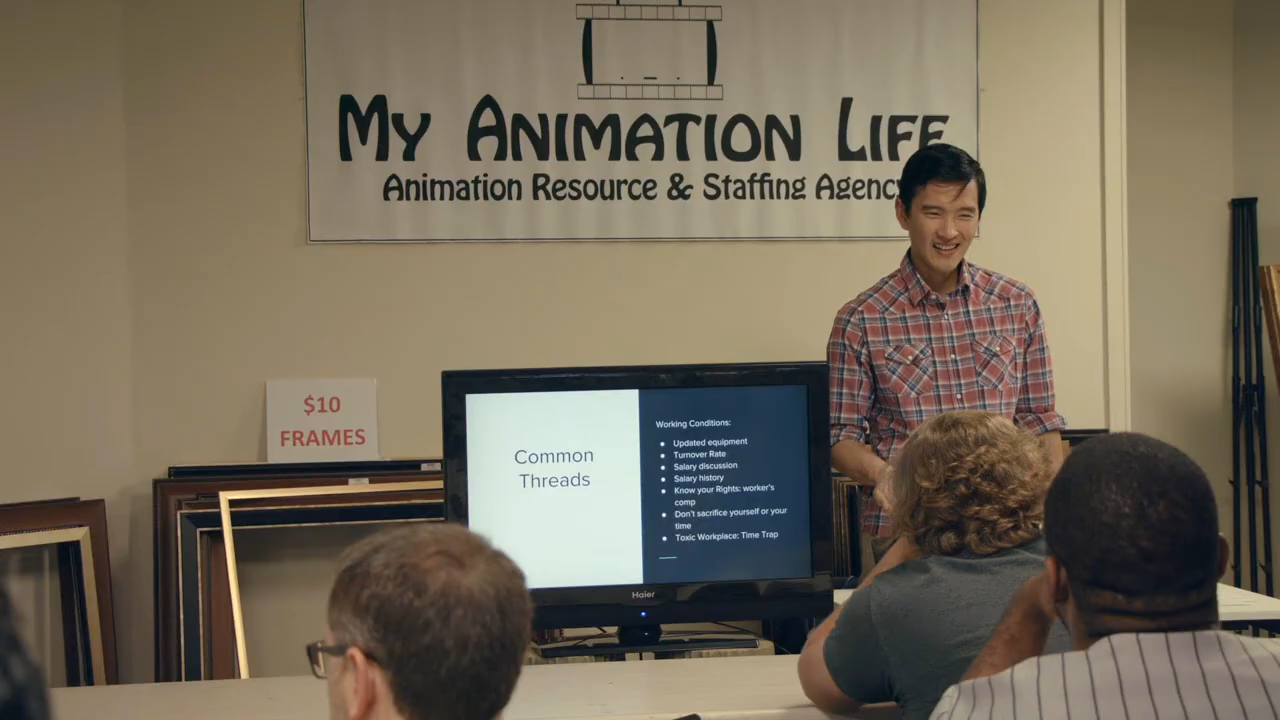 My Animation Life
Animation Resource & Staffing Agency
$10
FRAMES
Common
Threads
Working Conditions:
● Updated equipment
● Turnover Rate
● Salary discussion
● Salary history
● Know your Rights: worker's
comp
● Don't sacrifice yourself or your
time
● Toxic Workplace: Time Trap
Haier